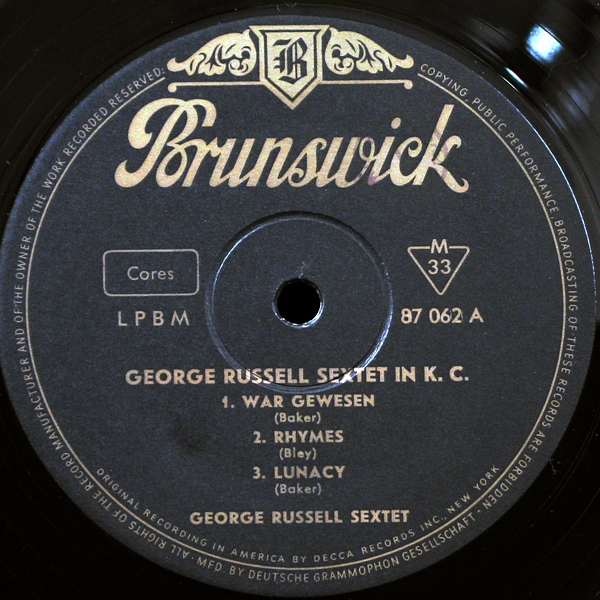 B
Brunswick
Cores
M
33
LPBM
87 062 A
GEORGE RUSSELL SEXTET IN K. C.
1. WAR GEWESEN
(Baker)
2. RHYMES
(Bley)
3. LUNACY
(Baker)
GEORGE RUSSELL SEXTET
ORIGINAL RECORDING IN AMERICA BY DECCA RECORDS INC., NEW YORK
· ALL RIGHTS OF THE RECORD MANUFACTURER AND OF THE OWNER OF THE WORK RECORDED RESERVED:
COPYING, PUBLIC PERFORMANCE, BROADCASTING OF THESE RECORDS ARE FORBIDDEN
· MFD. BY DEUTSCHE GRAMMOPHON GESELLSCHAFT ·